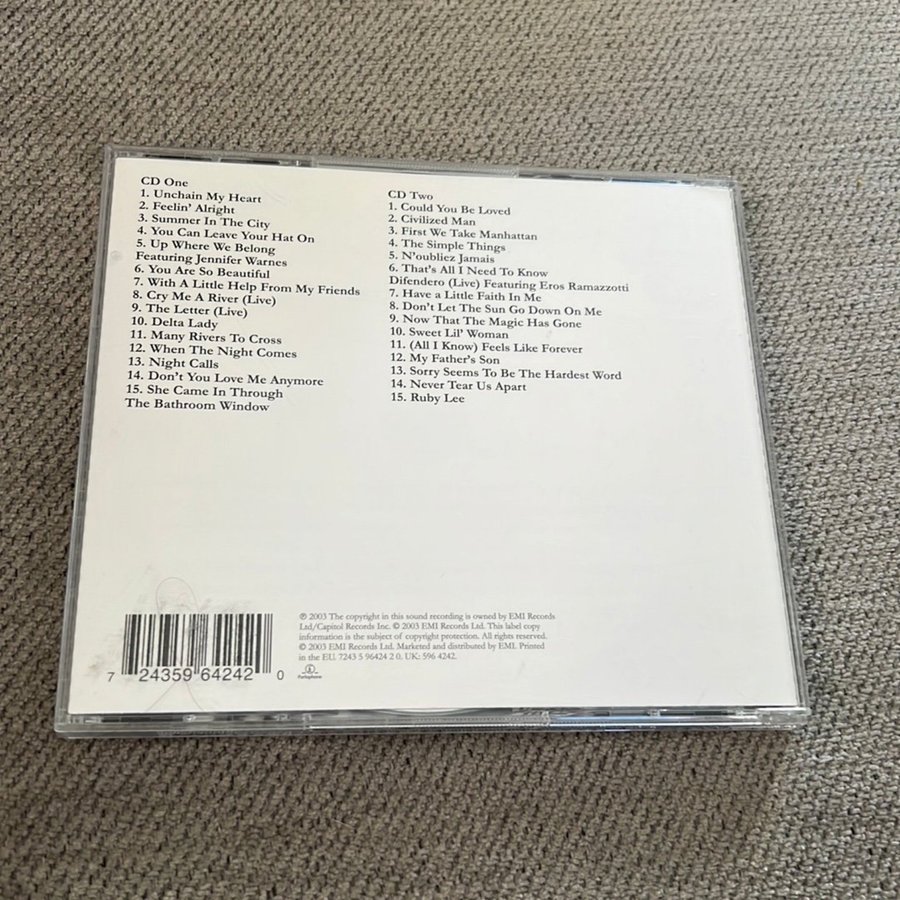 CD One
1. Unchain My Heart
2. Feelin' Alright
3. Summer In The City
4. You Can Leave Your Hat On
5. Up Where We Belong
Featuring Jennifer Warnes
6. You Are So Beautiful
7. With A Little Help From My Friends
8. Cry Me A River (Live)
9. The Letter (Live)
10. Delta Lady
11. Many Rivers To Cross
12. When The Night Comes
13. Night Calls
14. Don't You Love Me Anymore
15. She Came In Through
The Bathroom Window
CD Two
1. Could You Be Loved
2. Civilized Man
3. First We Take Manhattan
4. The Simple Things
5. N'oubliez Jamais
6. That's All I Need To Know
Difendero (Live) Featuring Eros Ramazzotti
7. Have a Little Faith In Me
8. Don't Let The Sun Go Down On Me
9. Now That The Magic Has Gone
10. Sweet Lil' Woman
11. (All I Know) Feels Like Forever
12. My Father's Son
13. Sorry Seems To Be The Hardest Word
14. Never Tear Us Apart
15. Ruby Lee
7 24359 64242 0
℗ 2003 The copyright in this sound recording is owned by EMI Records
Ltd/Capitol Records Inc. © 2003 EMI Records Ltd. This label copy
information is the subject of copyright protection. All rights reserved.
© 2003 EMI Records Ltd. Marketed and distributed by EMI. Printed
in the EU. 7243 5 96424 2 0. UK: 596 4242.
Parlophone